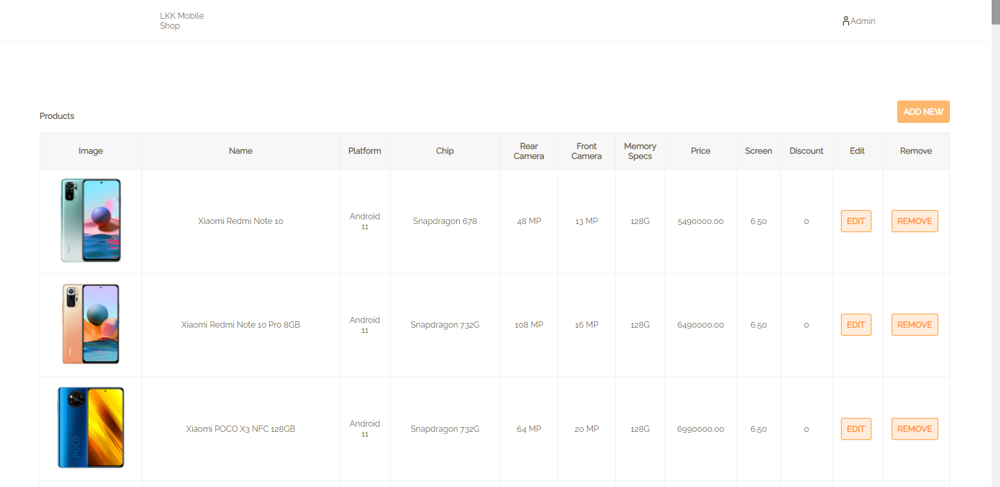 LKK Mobile
Shop
Admin
Products
ADD NEW
Image Name Platform Chip Rear Camera Front Camera Memory Specs Price Screen Discount Edit Remove
Xiaomi Redmi Note 10 Android 11 Snapdragon 678 48 MP 13 MP 128G 5490000.00 6.50 0 EDIT REMOVE
Xiaomi Redmi Note 10 Pro 8GB Android 11 Snapdragon 732G 108 MP 16 MP 128G 6490000.00 6.50 0 EDIT REMOVE
POCO
Xiaomi POCO X3 NFC 128GB Android 11 Snapdragon 732G 64 MP 20 MP 128G 6990000.00 6.50 0 EDIT REMOVE